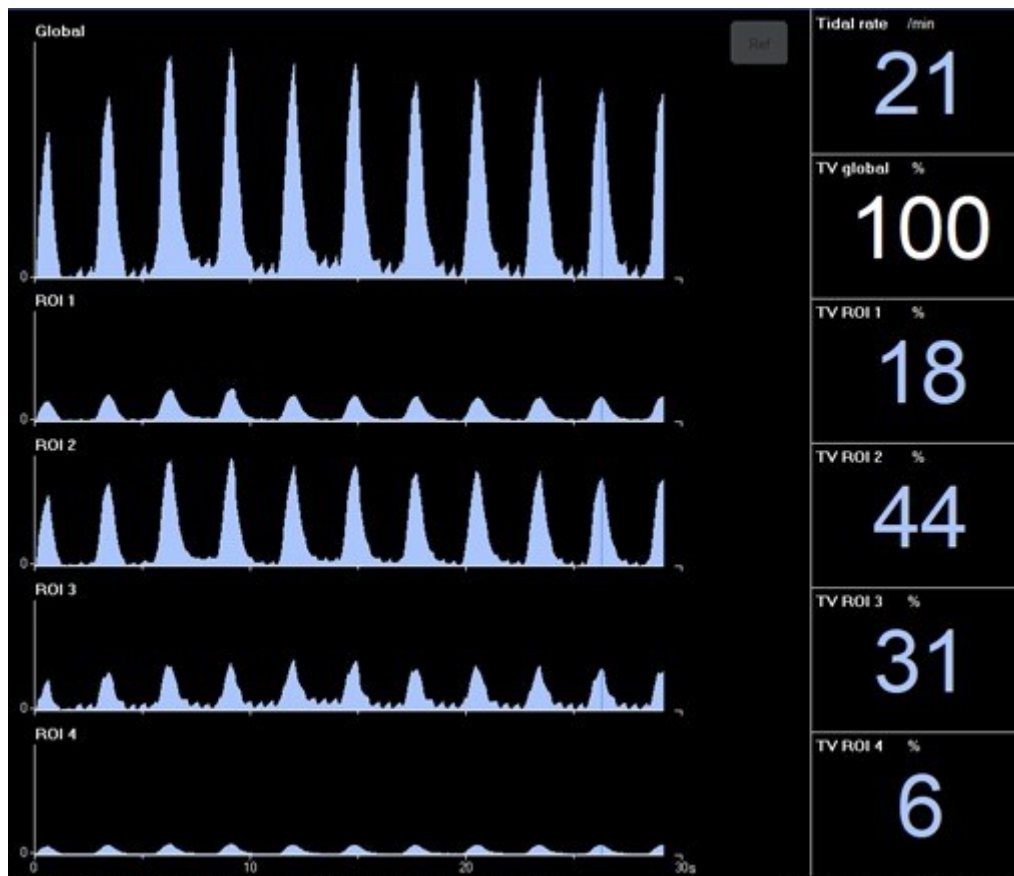 Global
Ref
0
ROI 1
0
ROI 2
0
ROI 3
0
ROI 4
0
0 10 20 30s
Tidal rate /min
21
TV global %
100
TV ROI 1 %
18
TV ROI 2 %
44
TV ROI 3 %
31
TV ROI 4 %
6